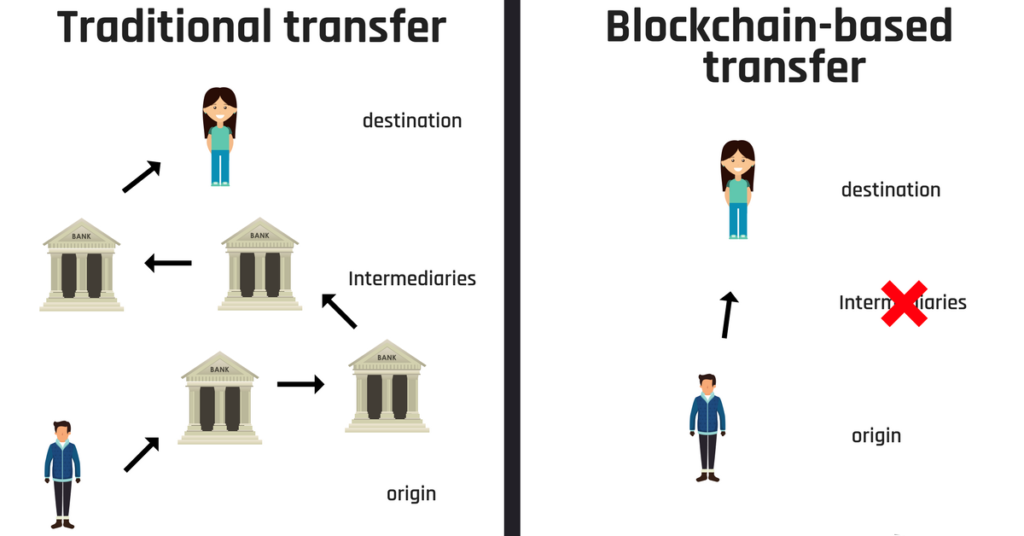 Traditional transfer
destination
BANK
BANK
Intermediaries
BANK
BANK
origin
Blockchain-based
transfer
destination
origin